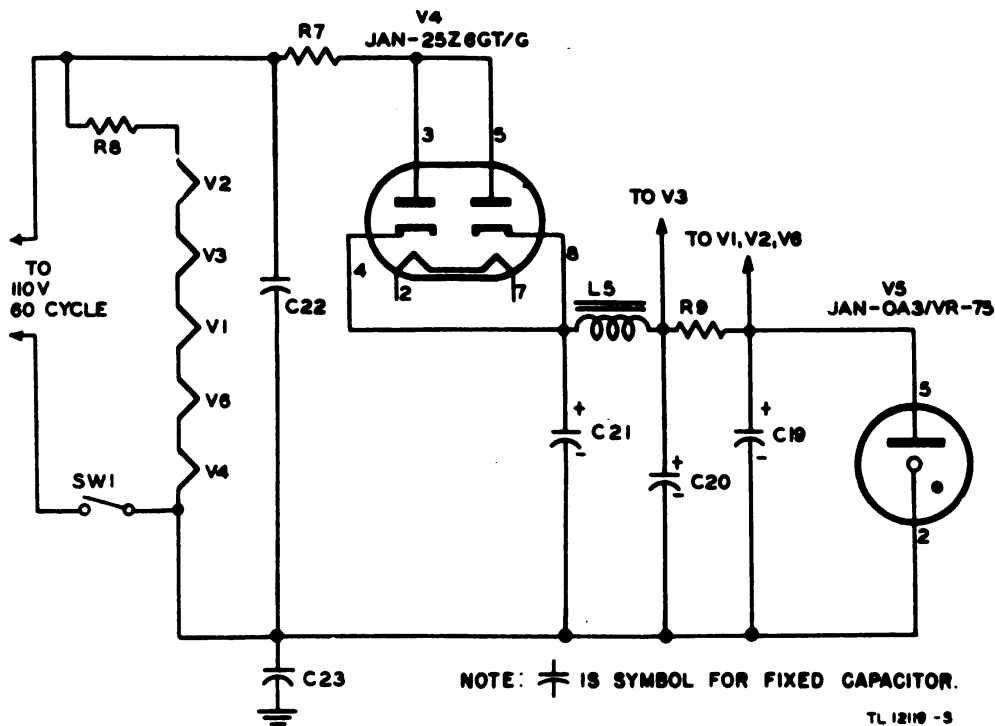 V4
JAN-25Z6GT/G
R7
R8
3
5
V2
V3
V1
V6
V4
TO
110V
60 CYCLE
C22
4
2
7
8
TO V3
TO V1, V2, V6
L5
R9
V5
JAN-OA3/VR-75
5
+
C21
-
+
C20
-
+
C19
-
2
SW1
C23
NOTE: IS SYMBOL FOR FIXED CAPACITOR.
TL 12119 -S